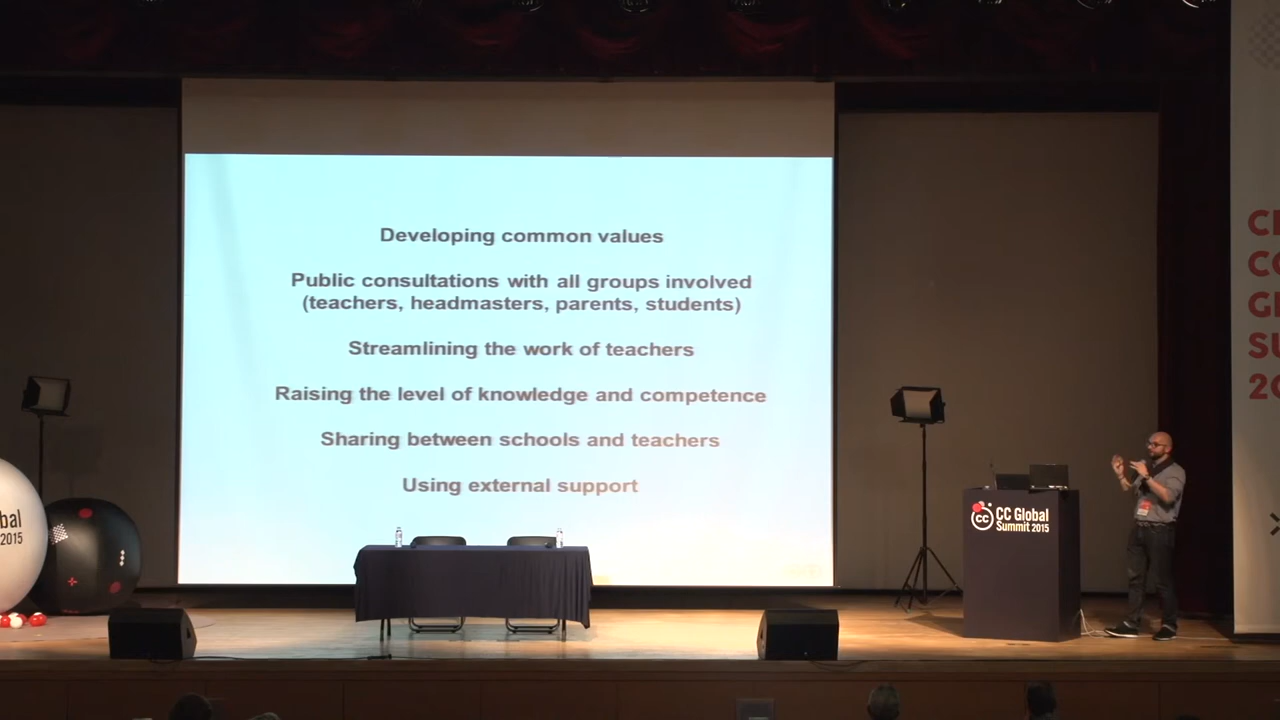 Developing common values
Public consultations with all groups involved
(teachers, headmasters, parents, students)
Streamlining the work of teachers
Raising the level of knowledge and competence
Sharing between schools and teachers
Using external support
CC Global
Summit 2015
cc
2015